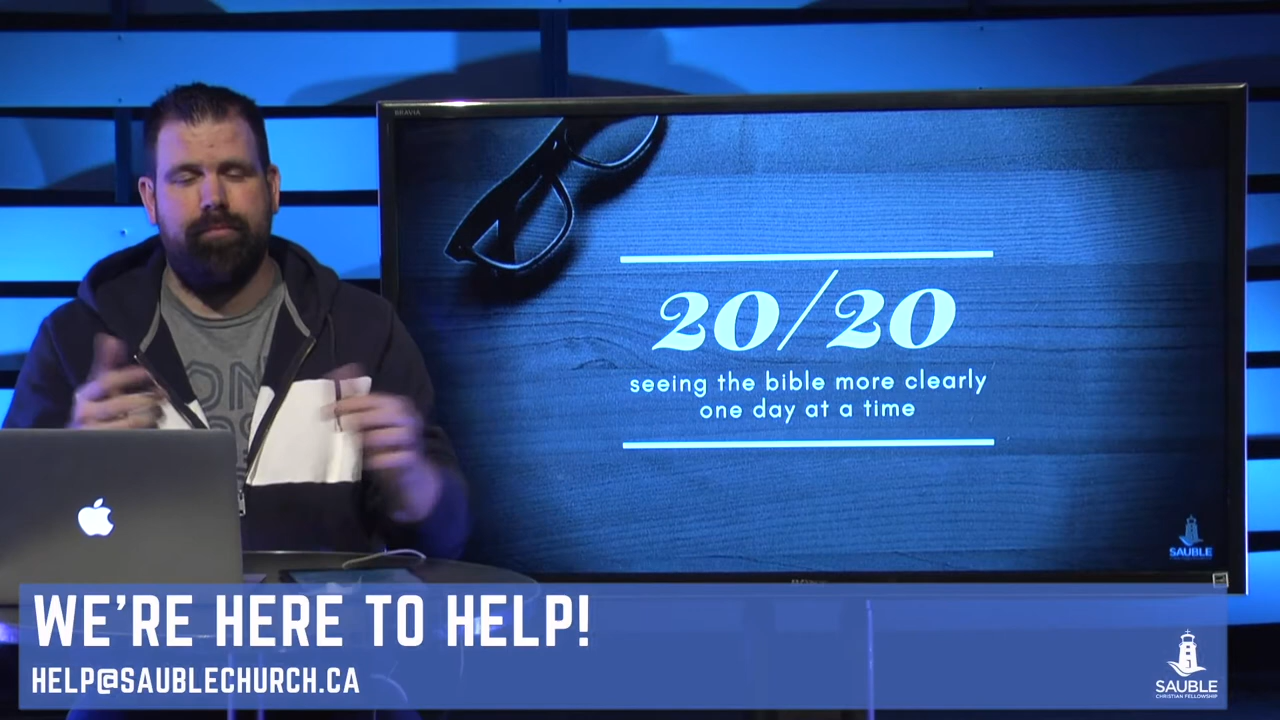 BRAVIA
20/20
seeing the bible more clearly
one day at a time
SAUBLE
WE'RE HERE TO HELP!
HELP@SAUBLECHURCH.CA
SAUBLE
CHRISTIAN FELLOWSHIP